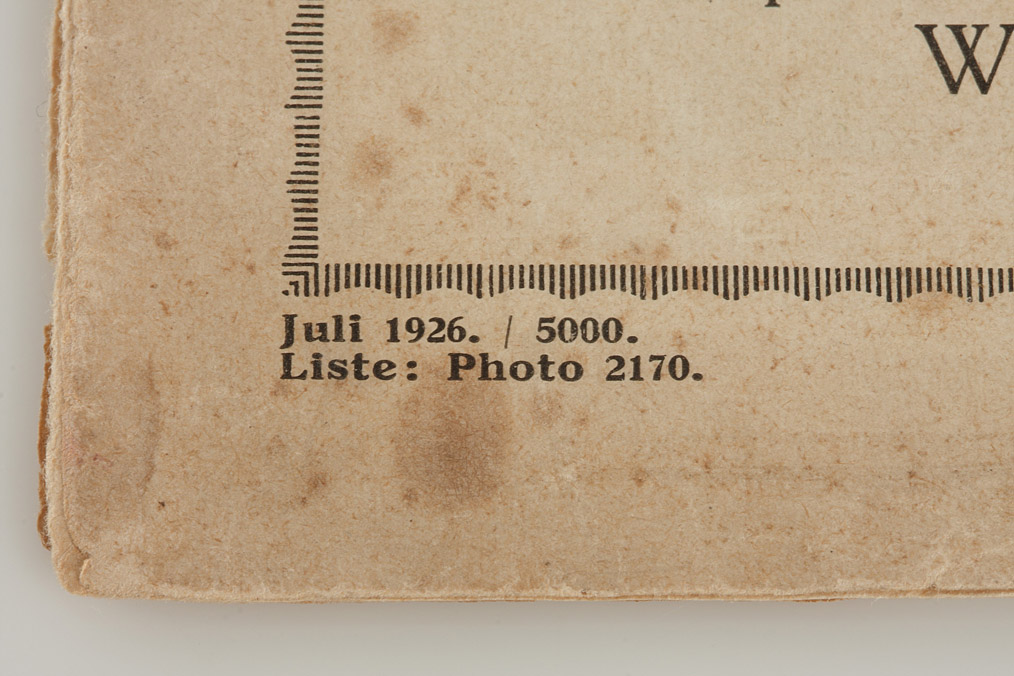 W
Juli 1926. / 5000.
Liste: Photo 2170.